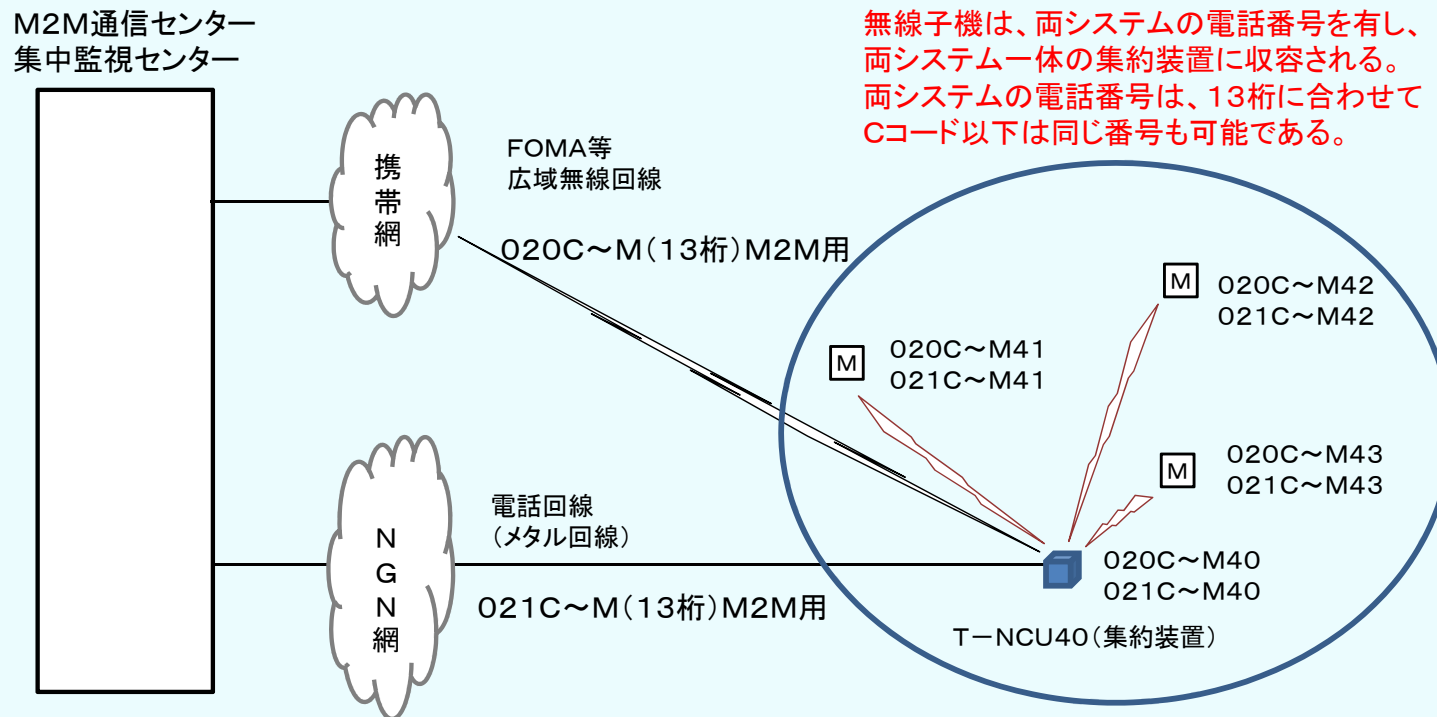 M2M通信センター
集中監視センター
無線子機は、両システムの電話番号を有し、
両システム一体の集約装置に収容される。
両システムの電話番号は、13桁に合わせて
Cコード以下は同じ番号も可能である。
携帯網
FOMA等
広域無線回線
020C～M(13桁)M2M用
M
020C～M42
021C～M42
M
020C～M41
021C～M41
M
020C～M43
021C～M43
NGN網
電話回線
(メタル回線)
021C～M(13桁)M2M用
020C～M40
021C～M40
T－NCU40(集約装置)